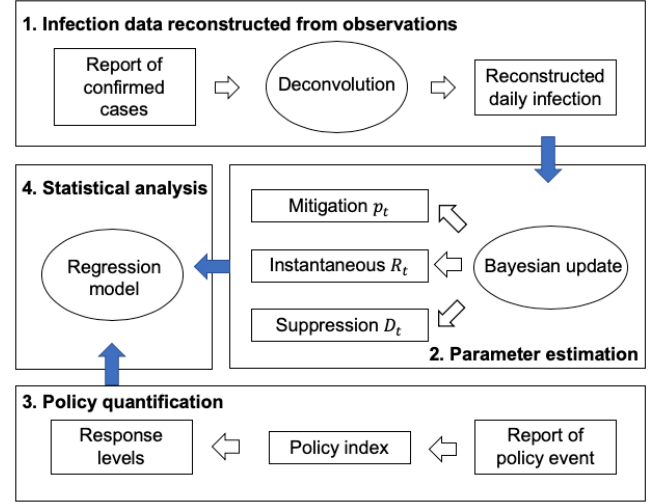 1. Infection data reconstructed from observations
Report of
confirmed
cases
Deconvolution
Reconstructed
daily infection
4. Statistical analysis
Regression
model
Mitigation pₜ
Instantaneous Rₜ
Suppression Dₜ
Bayesian update
2. Parameter estimation
3. Policy quantification
Response
levels
Policy index
Report of
policy event